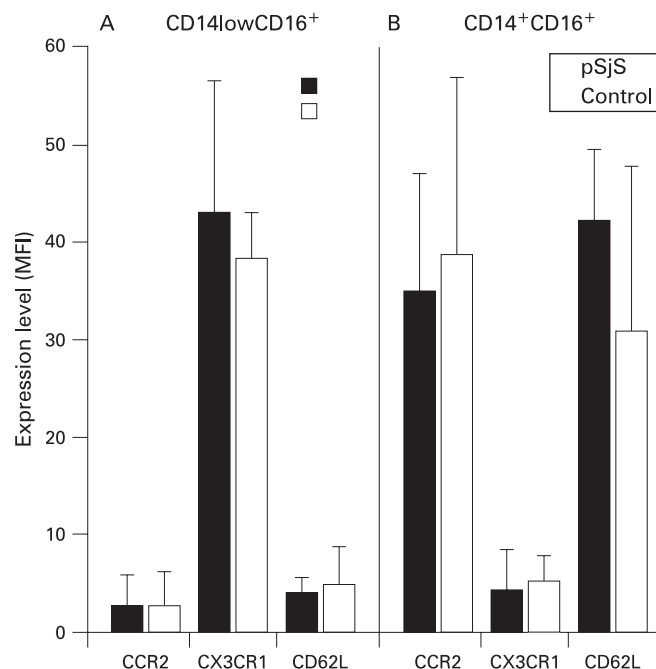 A CD14lowCD16⁺ B CD14⁺CD16⁺
60
pSjS
Control
50
40
30
20
10
0
Expression level (MFI)
CCR2 CX3CR1 CD62L CCR2 CX3CR1 CD62L